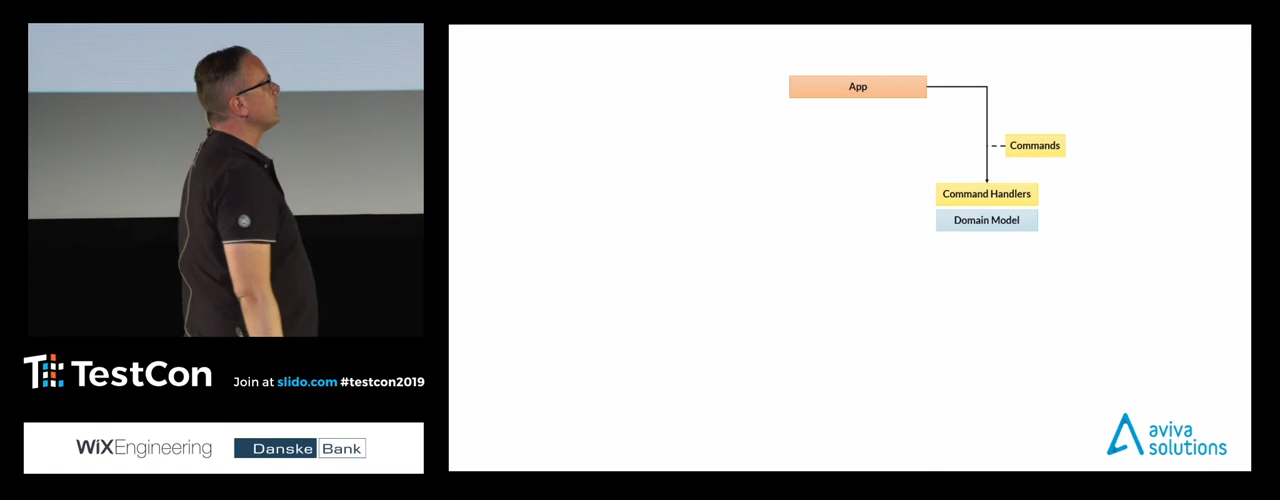 App
Commands
Command Handlers
Domain Model
TestCon
Join at slido.com #testcon2019
WiXEngineering
Danske Bank
aviva
solutions